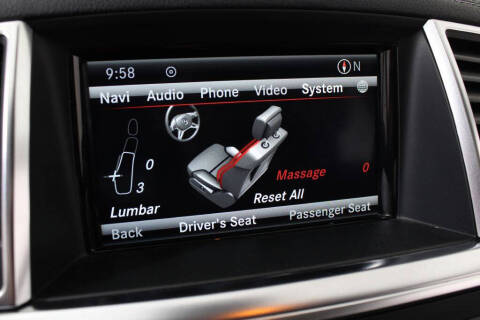 9:58 N
Navi Audio Phone Video System
0
3
Massage 0
Lumbar
Reset All
Back Driver's Seat Passenger Seat